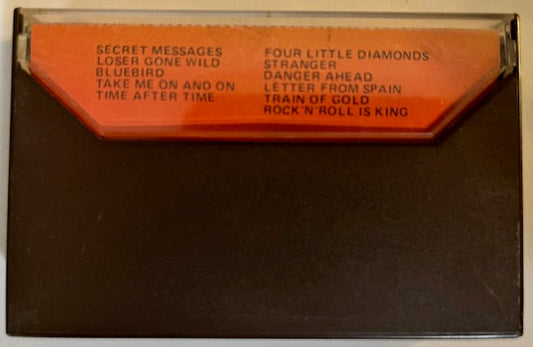 SECRET MESSAGES
LOSER GONE WILD
BLUEBIRD
TAKE ME ON AND ON
TIME AFTER TIME
FOUR LITTLE DIAMONDS
STRANGER
DANGER AHEAD
LETTER FROM SPAIN
TRAIN OF GOLD
ROCK'N'ROLL IS KING